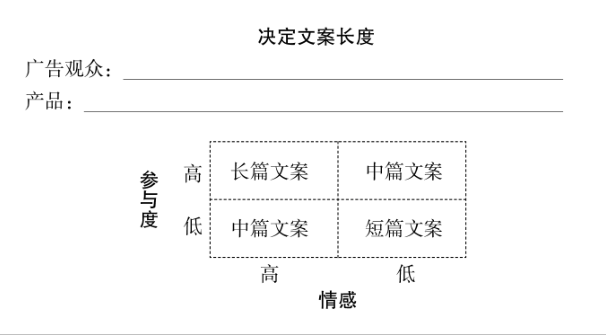 决定文案长度
广告观众：
产品：
参与度
高 长篇文案 中篇文案
低 中篇文案 短篇文案
高 低
情感